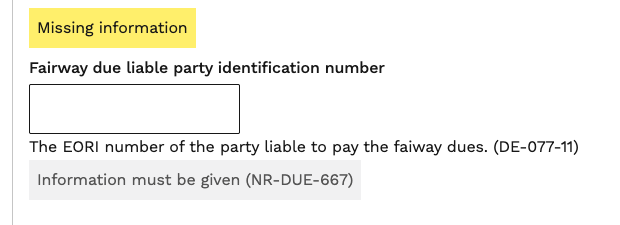 Missing information
Fairway due liable party identification number
The EORI number of the party liable to pay the faiway dues. (DE-077-11)
Information must be given (NR-DUE-667)